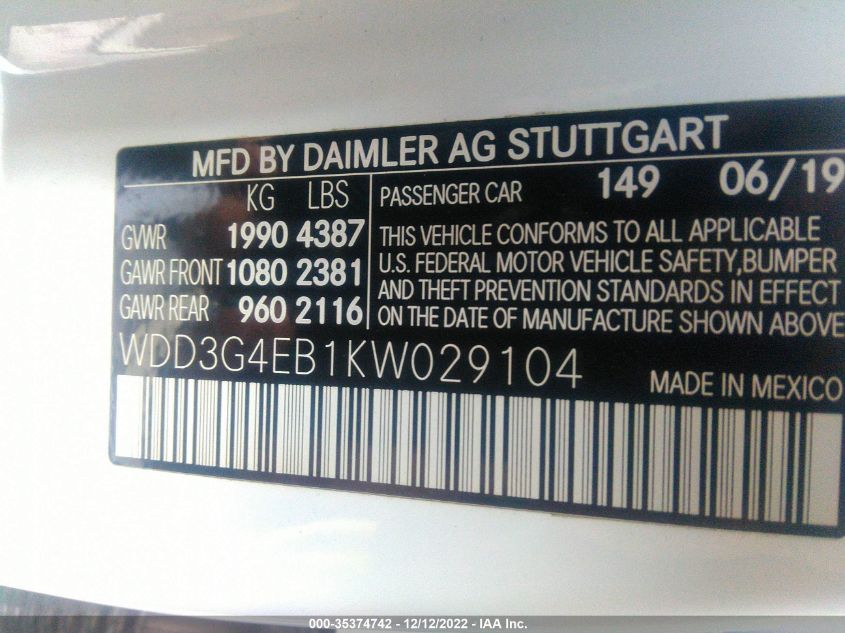 MFD BY DAIMLER AG STUTTGART
KG LBS
GVWR 1990 4387
GAWR FRONT 1080 2381
GAWR REAR 960 2116
PASSENGER CAR 149 06/19
THIS VEHICLE CONFORMS TO ALL APPLICABLE
U.S. FEDERAL MOTOR VEHICLE SAFETY, BUMPER
AND THEFT PREVENTION STANDARDS IN EFFECT
ON THE DATE OF MANUFACTURE SHOWN ABOVE
WDD3G4EB1KW029104
MADE IN MEXICO
000-35374742 - 12/12/2022 - IAA Inc.